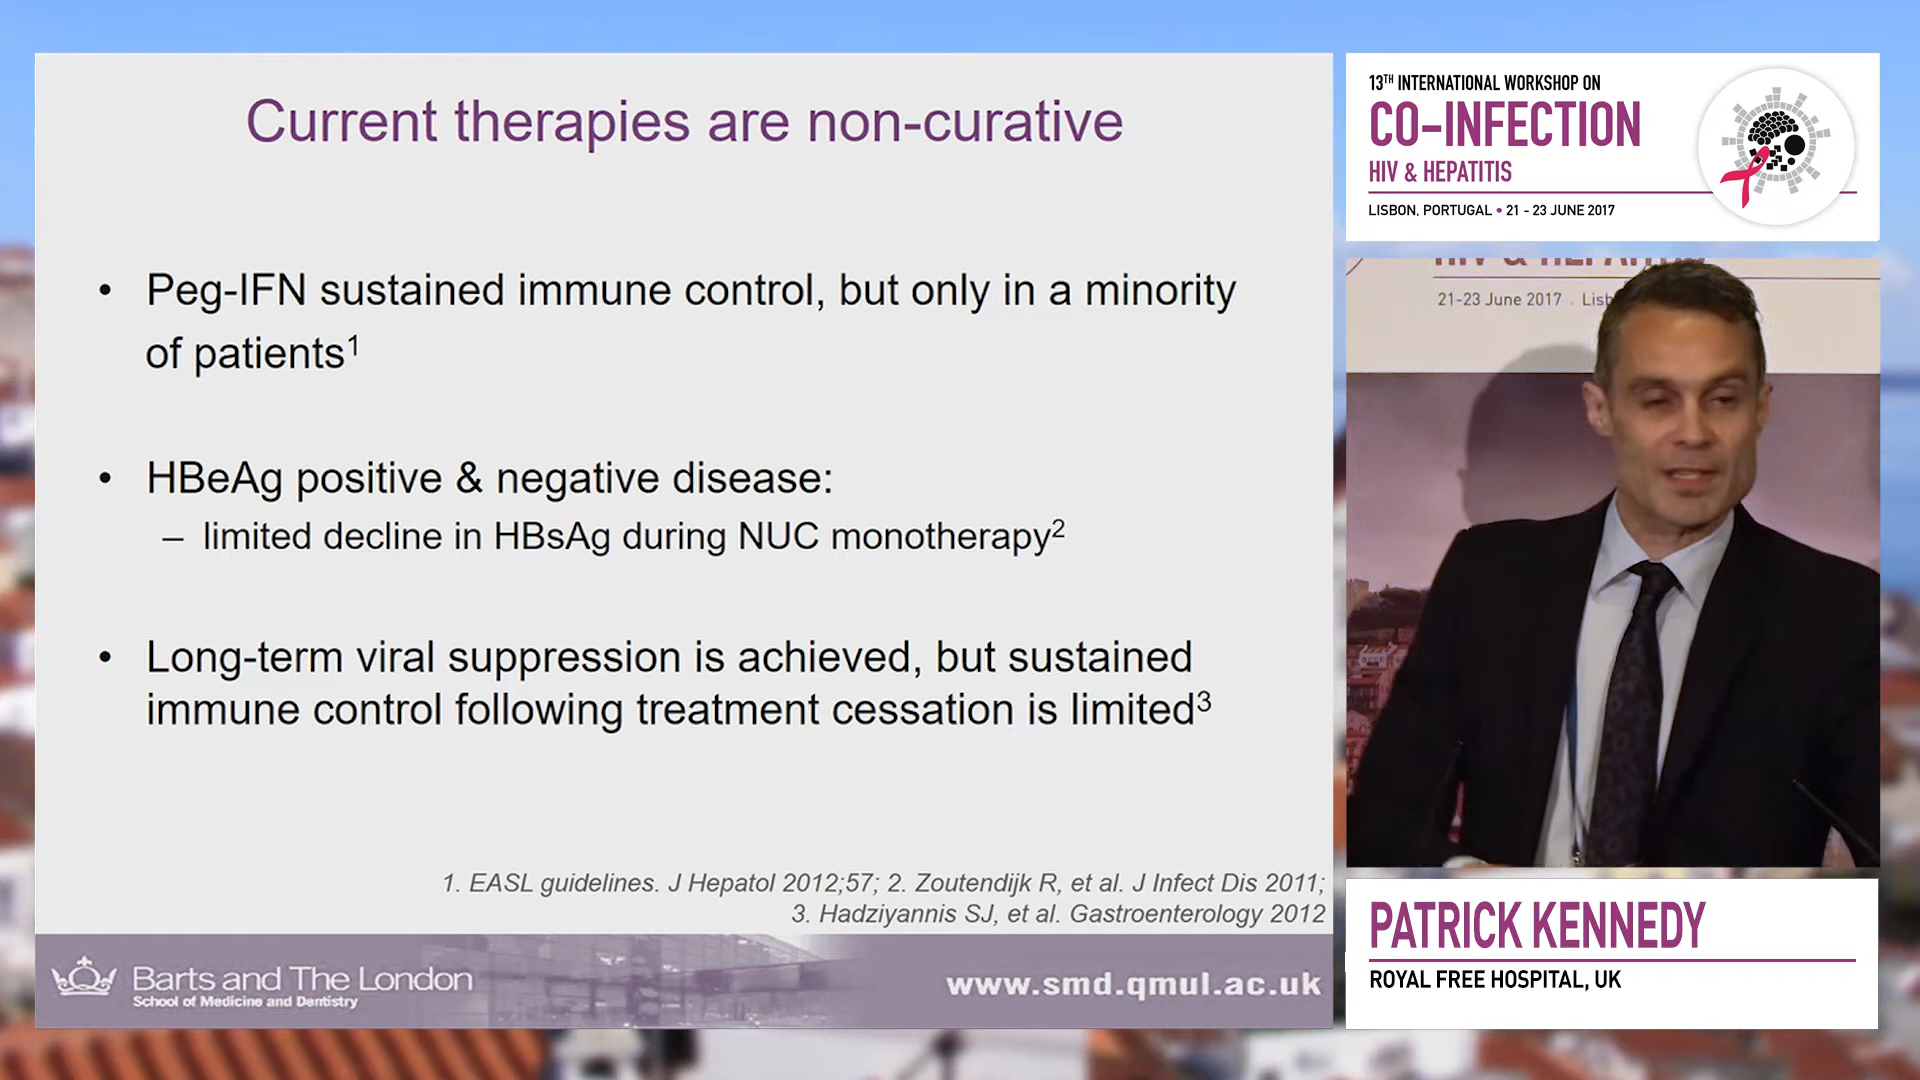 Current therapies are non-curative
• Peg-IFN sustained immune control, but only in a minority
of patients1
• HBeAg positive & negative disease:
– limited decline in HBsAg during NUC monotherapy2
• Long-term viral suppression is achieved, but sustained
immune control following treatment cessation is limited3
1. EASL guidelines. J Hepatol 2012;57; 2. Zoutendijk R, et al. J Infect Dis 2011;
3. Hadziyannis SJ, et al. Gastroenterology 2012
Barts and The London
School of Medicine and Dentistry
www.smd.qmul.ac.uk
13TH INTERNATIONAL WORKSHOP ON
CO-INFECTION
HIV & HEPATITIS
LISBON, PORTUGAL • 21 - 23 JUNE 2017
HIV &
21-23 June 2017 . Lisb
PATRICK KENNEDY
ROYAL FREE HOSPITAL, UK